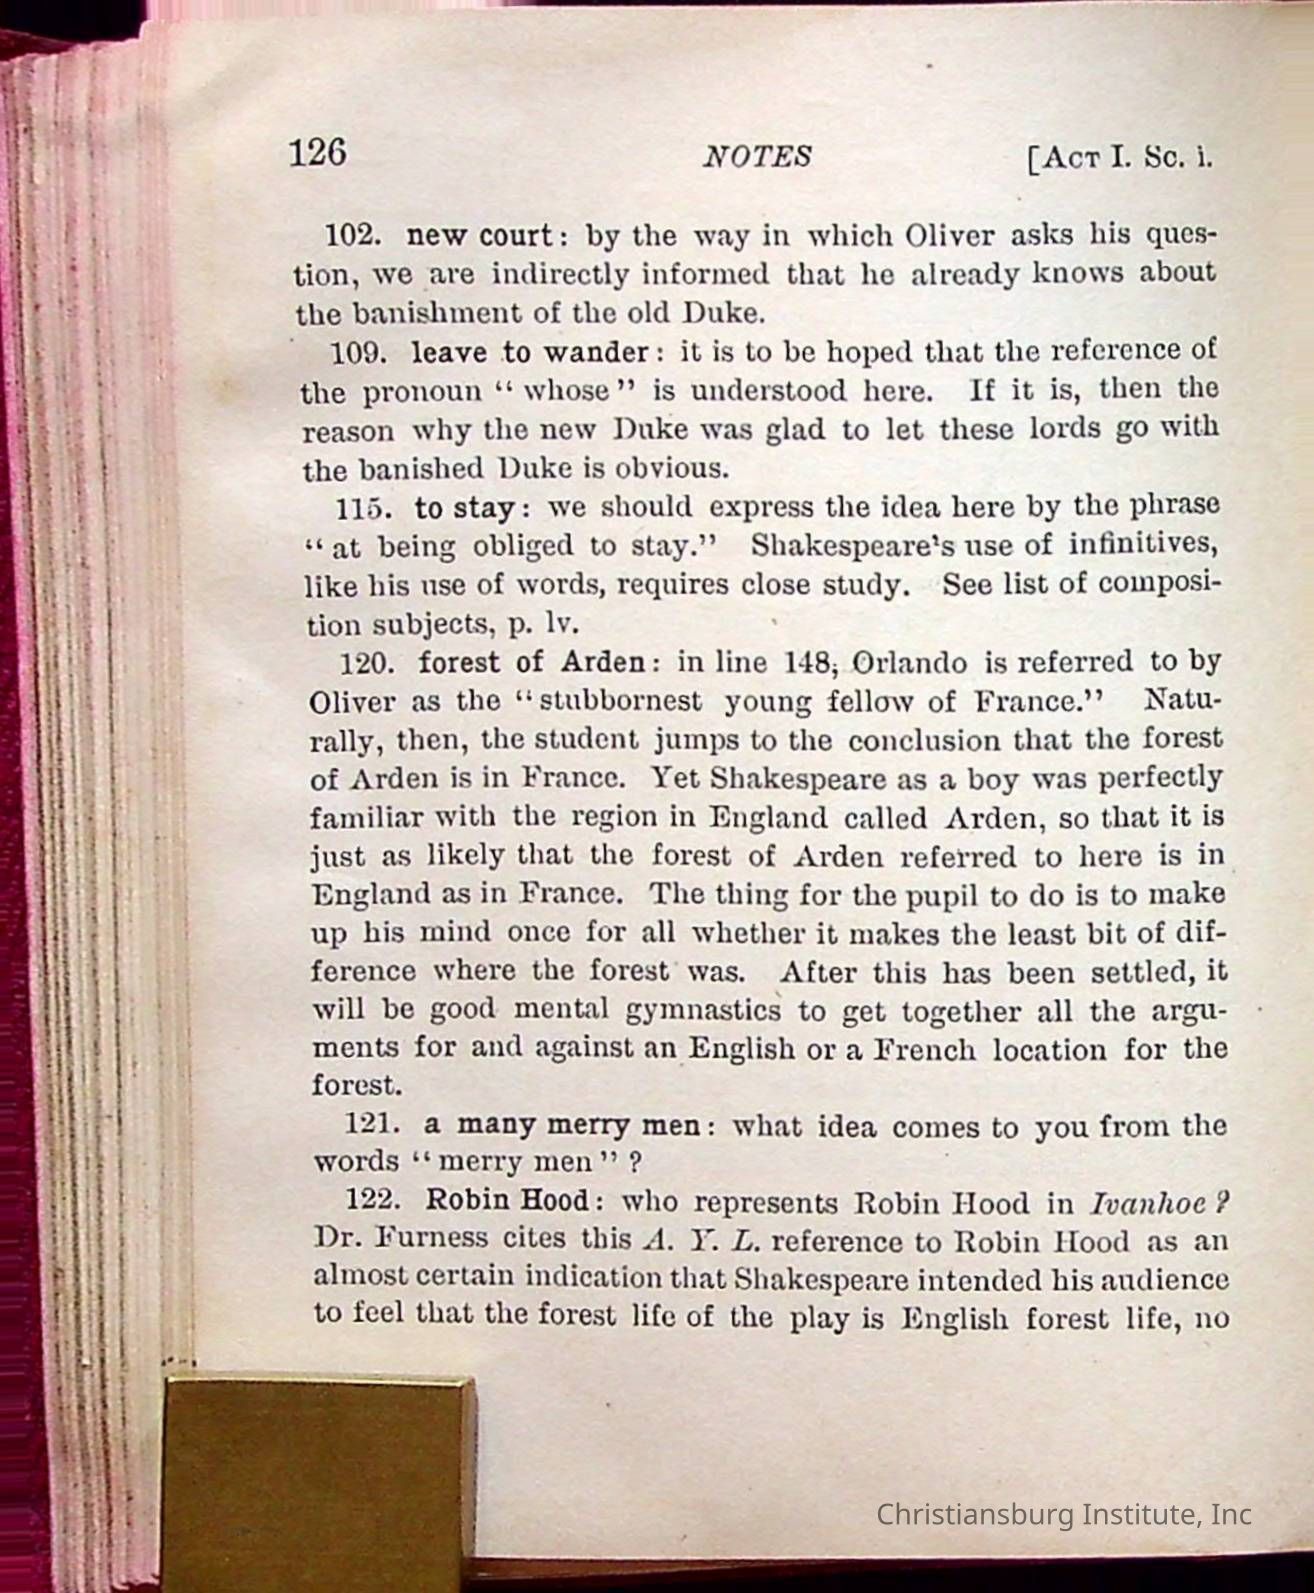 126 NOTES [ACT I. Sc. i.
102. new court: by the way in which Oliver asks his ques-
tion, we are indirectly informed that he already knows about
the banishment of the old Duke.
109. leave to wander: it is to be hoped that the reference of
the pronoun "whose" is understood here. If it is, then the
reason why the new Duke was glad to let these lords go with
the banished Duke is obvious.
115. to stay: we should express the idea here by the phrase
"at being obliged to stay." Shakespeare's use of infinitives,
like his use of words, requires close study. See list of composi-
tion subjects, p. lv.
120. forest of Arden: in line 148, Orlando is referred to by
Oliver as the "stubbornest young fellow of France." Natu-
rally, then, the student jumps to the conclusion that the forest
of Arden is in France. Yet Shakespeare as a boy was perfectly
familiar with the region in England called Arden, so that it is
just as likely that the forest of Arden referred to here is in
England as in France. The thing for the pupil to do is to make
up his mind once for all whether it makes the least bit of dif-
ference where the forest was. After this has been settled, it
will be good mental gymnastics to get together all the argu-
ments for and against an English or a French location for the
forest.
121. a many merry men: what idea comes to you from the
words "merry men"?
122. Robin Hood: who represents Robin Hood in Ivanhoe?
Dr. Furness cites this A. Y. L. reference to Robin Hood as an
almost certain indication that Shakespeare intended his audience
to feel that the forest life of the play is English forest life, no
Christiansburg Institute, Inc